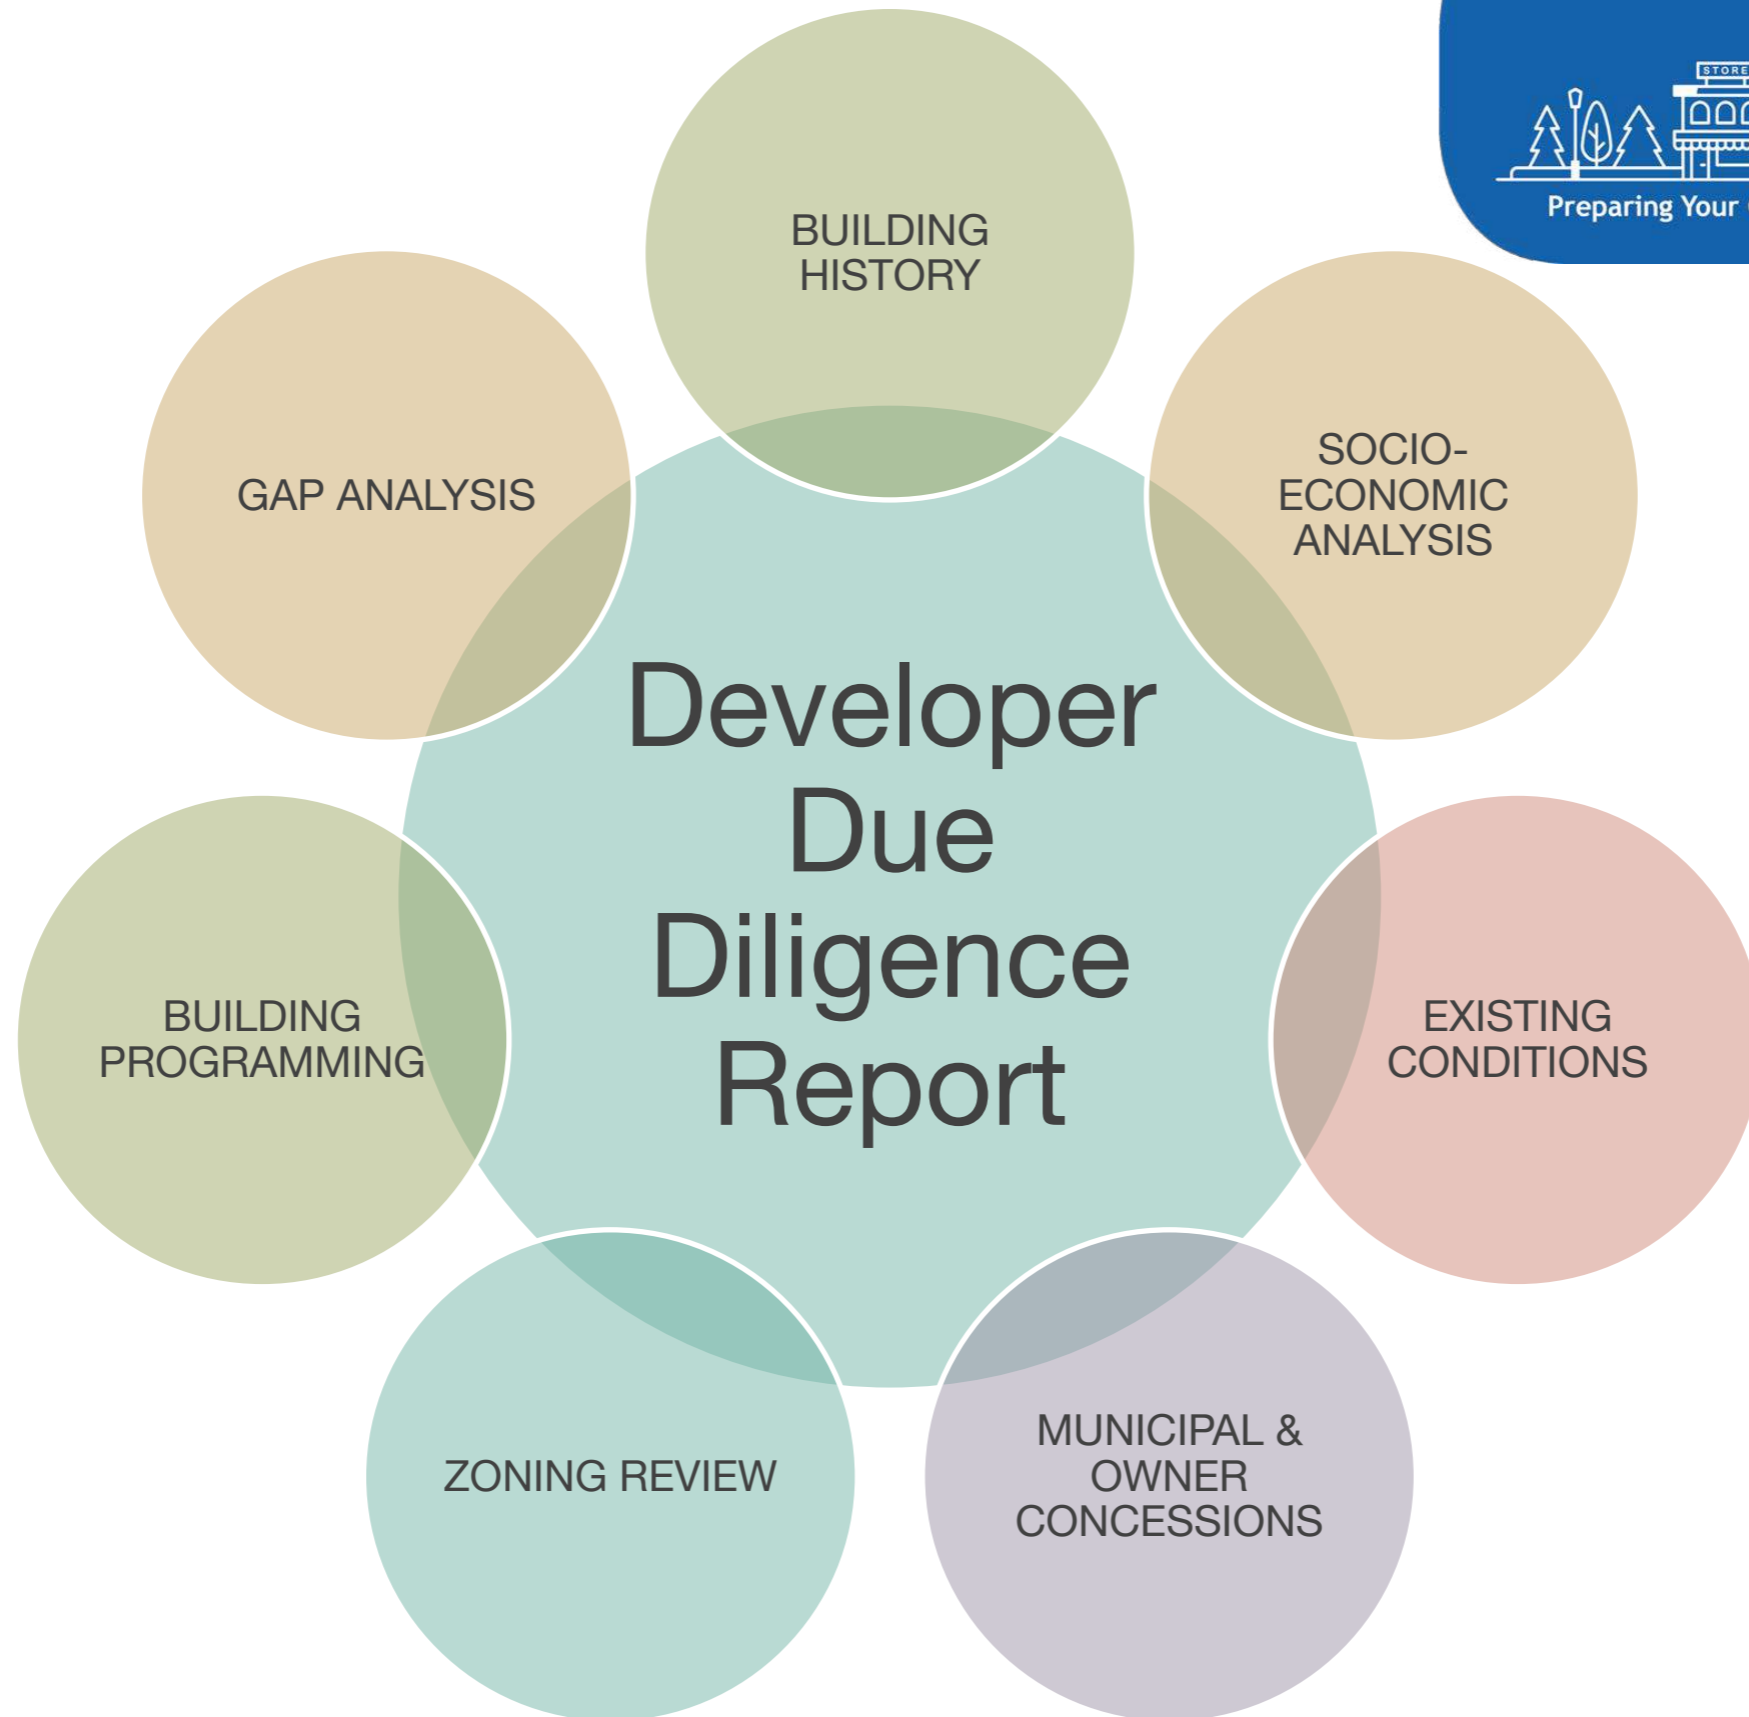 STORE
Preparing Your
BUILDING
HISTORY
SOCIO-
ECONOMIC
ANALYSIS
GAP ANALYSIS
Developer
Due
Diligence
Report
BUILDING
PROGRAMMING
EXISTING
CONDITIONS
ZONING REVIEW
MUNICIPAL &
OWNER
CONCESSIONS